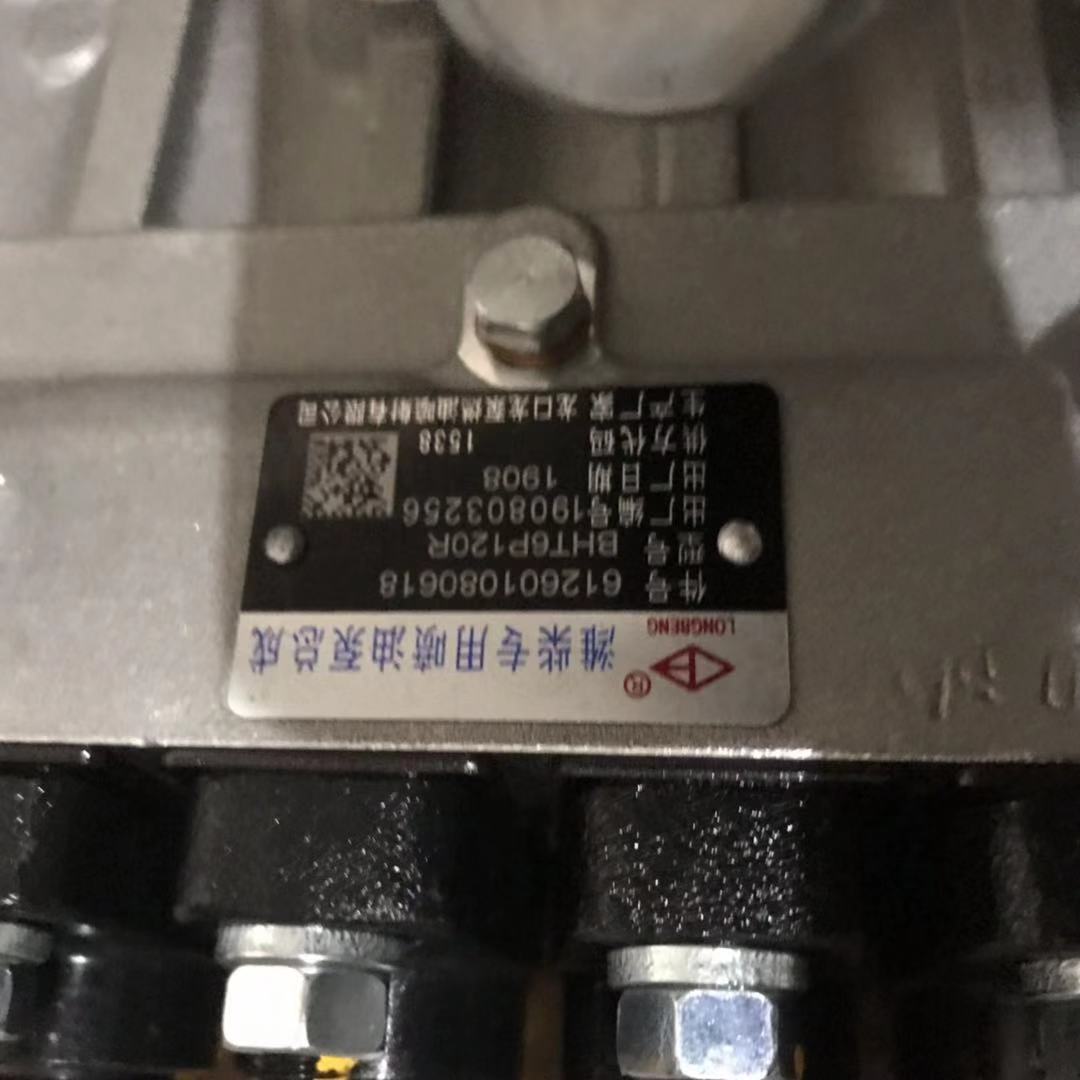 LONGBENG ®
潍柴专用喷油泵总成
件号 612601080618
型号 BHT6P120R
出厂编号190803256
出厂日期 1908
供方代码 1538
生产厂家 龙口龙泵燃油喷射有限公司